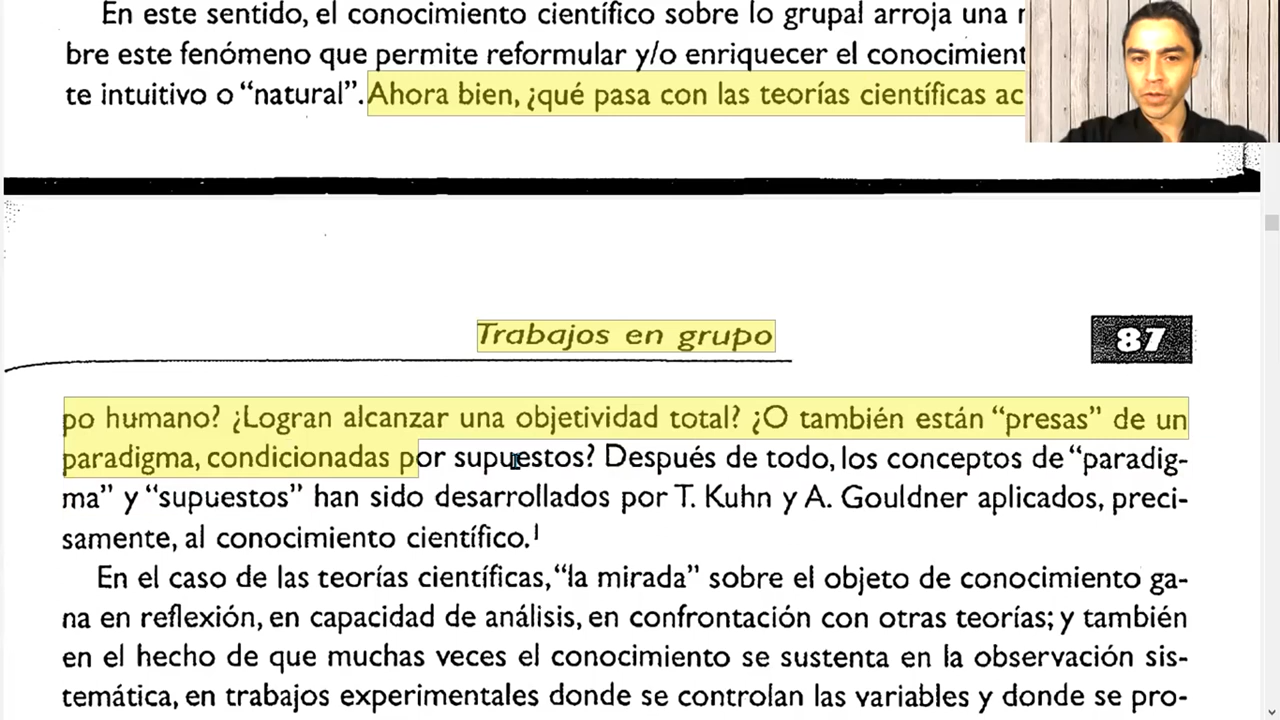 En este sentido, el conocimiento científico sobre lo grupal arroja una
bre este fenómeno que permite reformular y/o enriquecer el conocimient
te intuitivo o “natural”. Ahora bien, ¿qué pasa con las teorías científicas ac
Trabajos en grupo
87
po humano? ¿Logran alcanzar una objetividad total? ¿O también están “presas” de un
paradigma, condicionadas por supuestos? Después de todo, los conceptos de “paradig-
ma” y “supuestos” han sido desarrollados por T. Kuhn y A. Gouldner aplicados, preci-
samente, al conocimiento científico.1
En el caso de las teorías científicas, “la mirada” sobre el objeto de conocimiento ga-
na en reflexión, en capacidad de análisis, en confrontación con otras teorías; y también
en el hecho de que muchas veces el conocimiento se sustenta en la observación sis-
temática, en trabajos experimentales donde se controlan las variables y donde se pro-